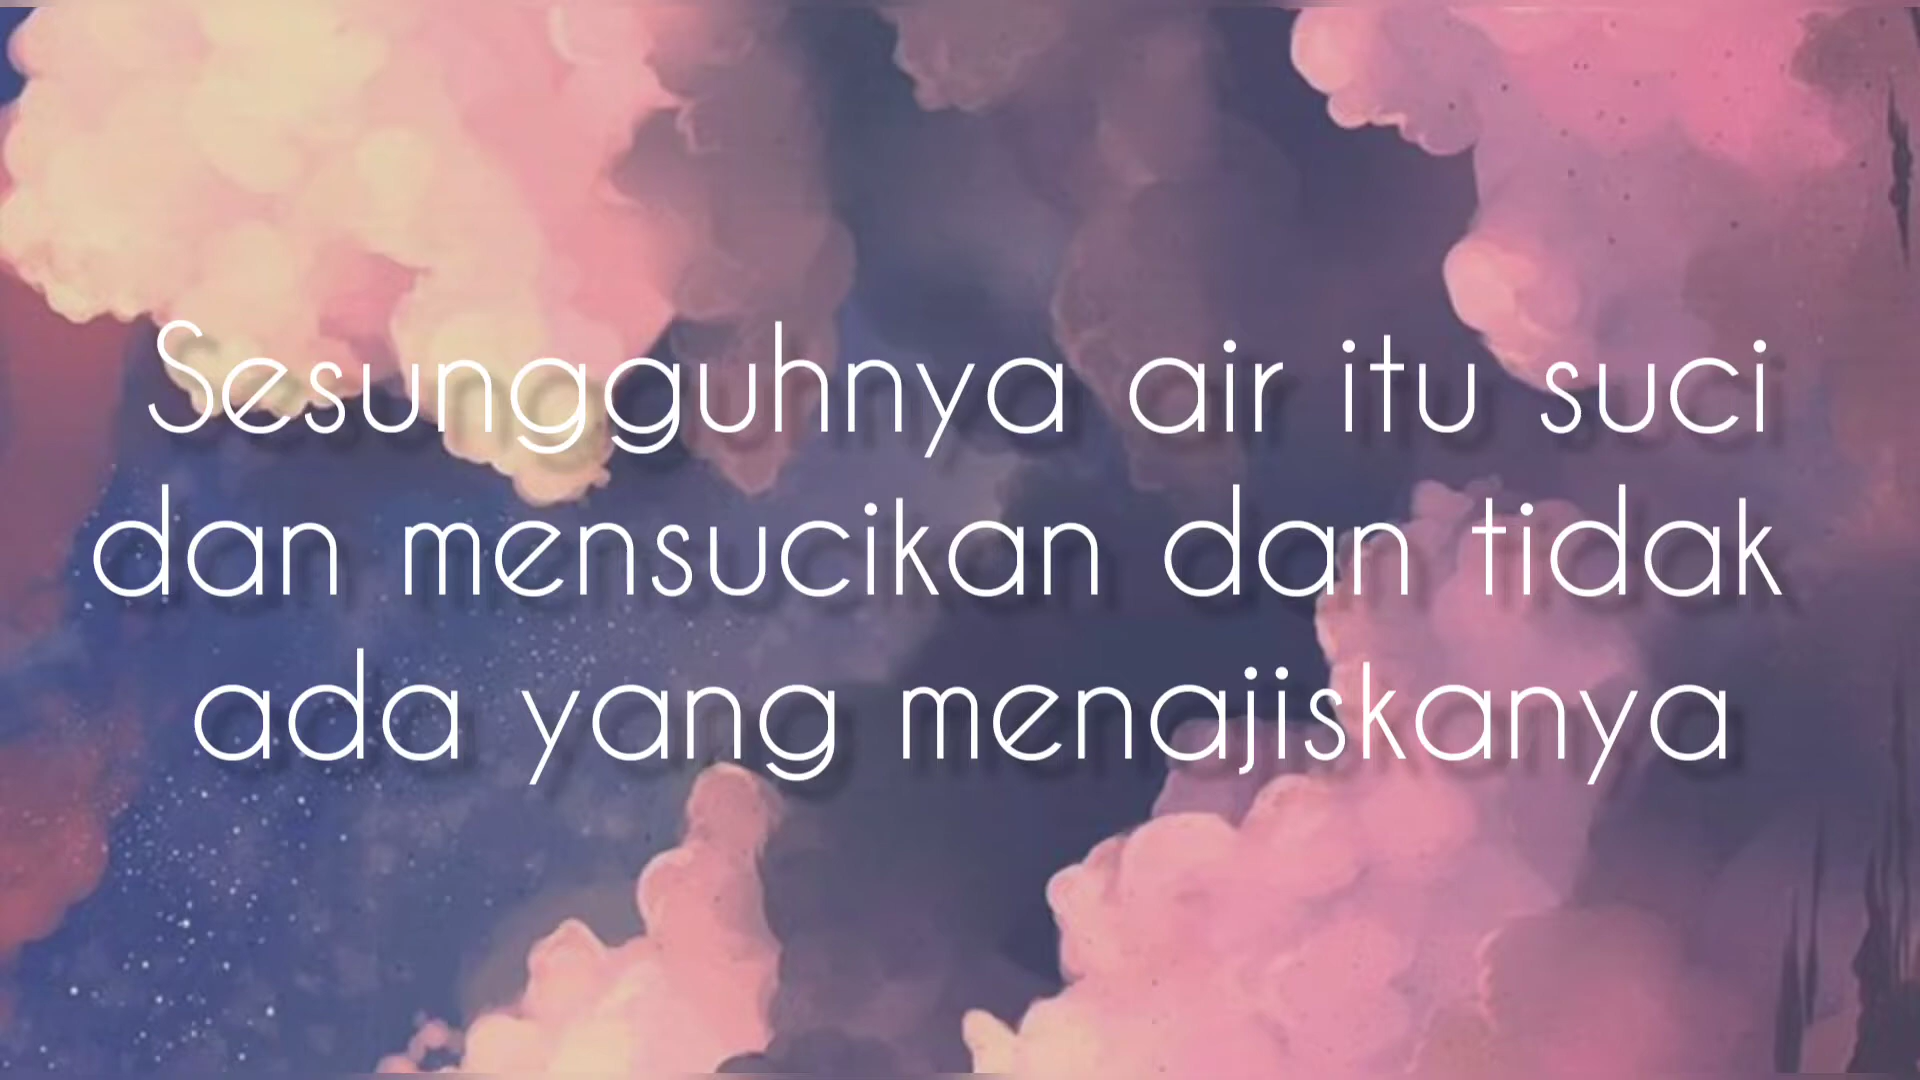 Sesungguhnya air itu suci
dan mensucikan dan tidak
ada yang menajiskanya